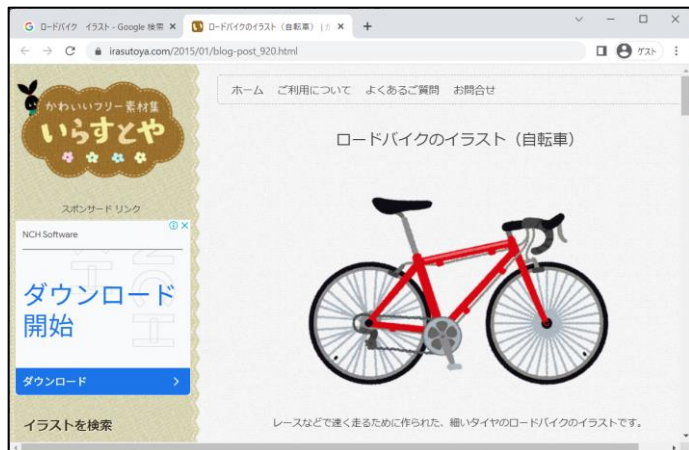 ロードバイク イラスト - Google 検索
ロードバイクのイラスト（自転車） | か
irasutoya.com/2015/01/blog-post_920.html
ゲスト
かわいいフリー素材集
いらすとや
ホーム ご利用について よくあるご質問 お問合せ
ロードバイクのイラスト（自転車）
スポンサード リンク
NCH Software
ダウンロード
開始
ダウンロード
イラストを検索
レースなどで速く走るために作られた、細いタイヤのロードバイクのイラストです。